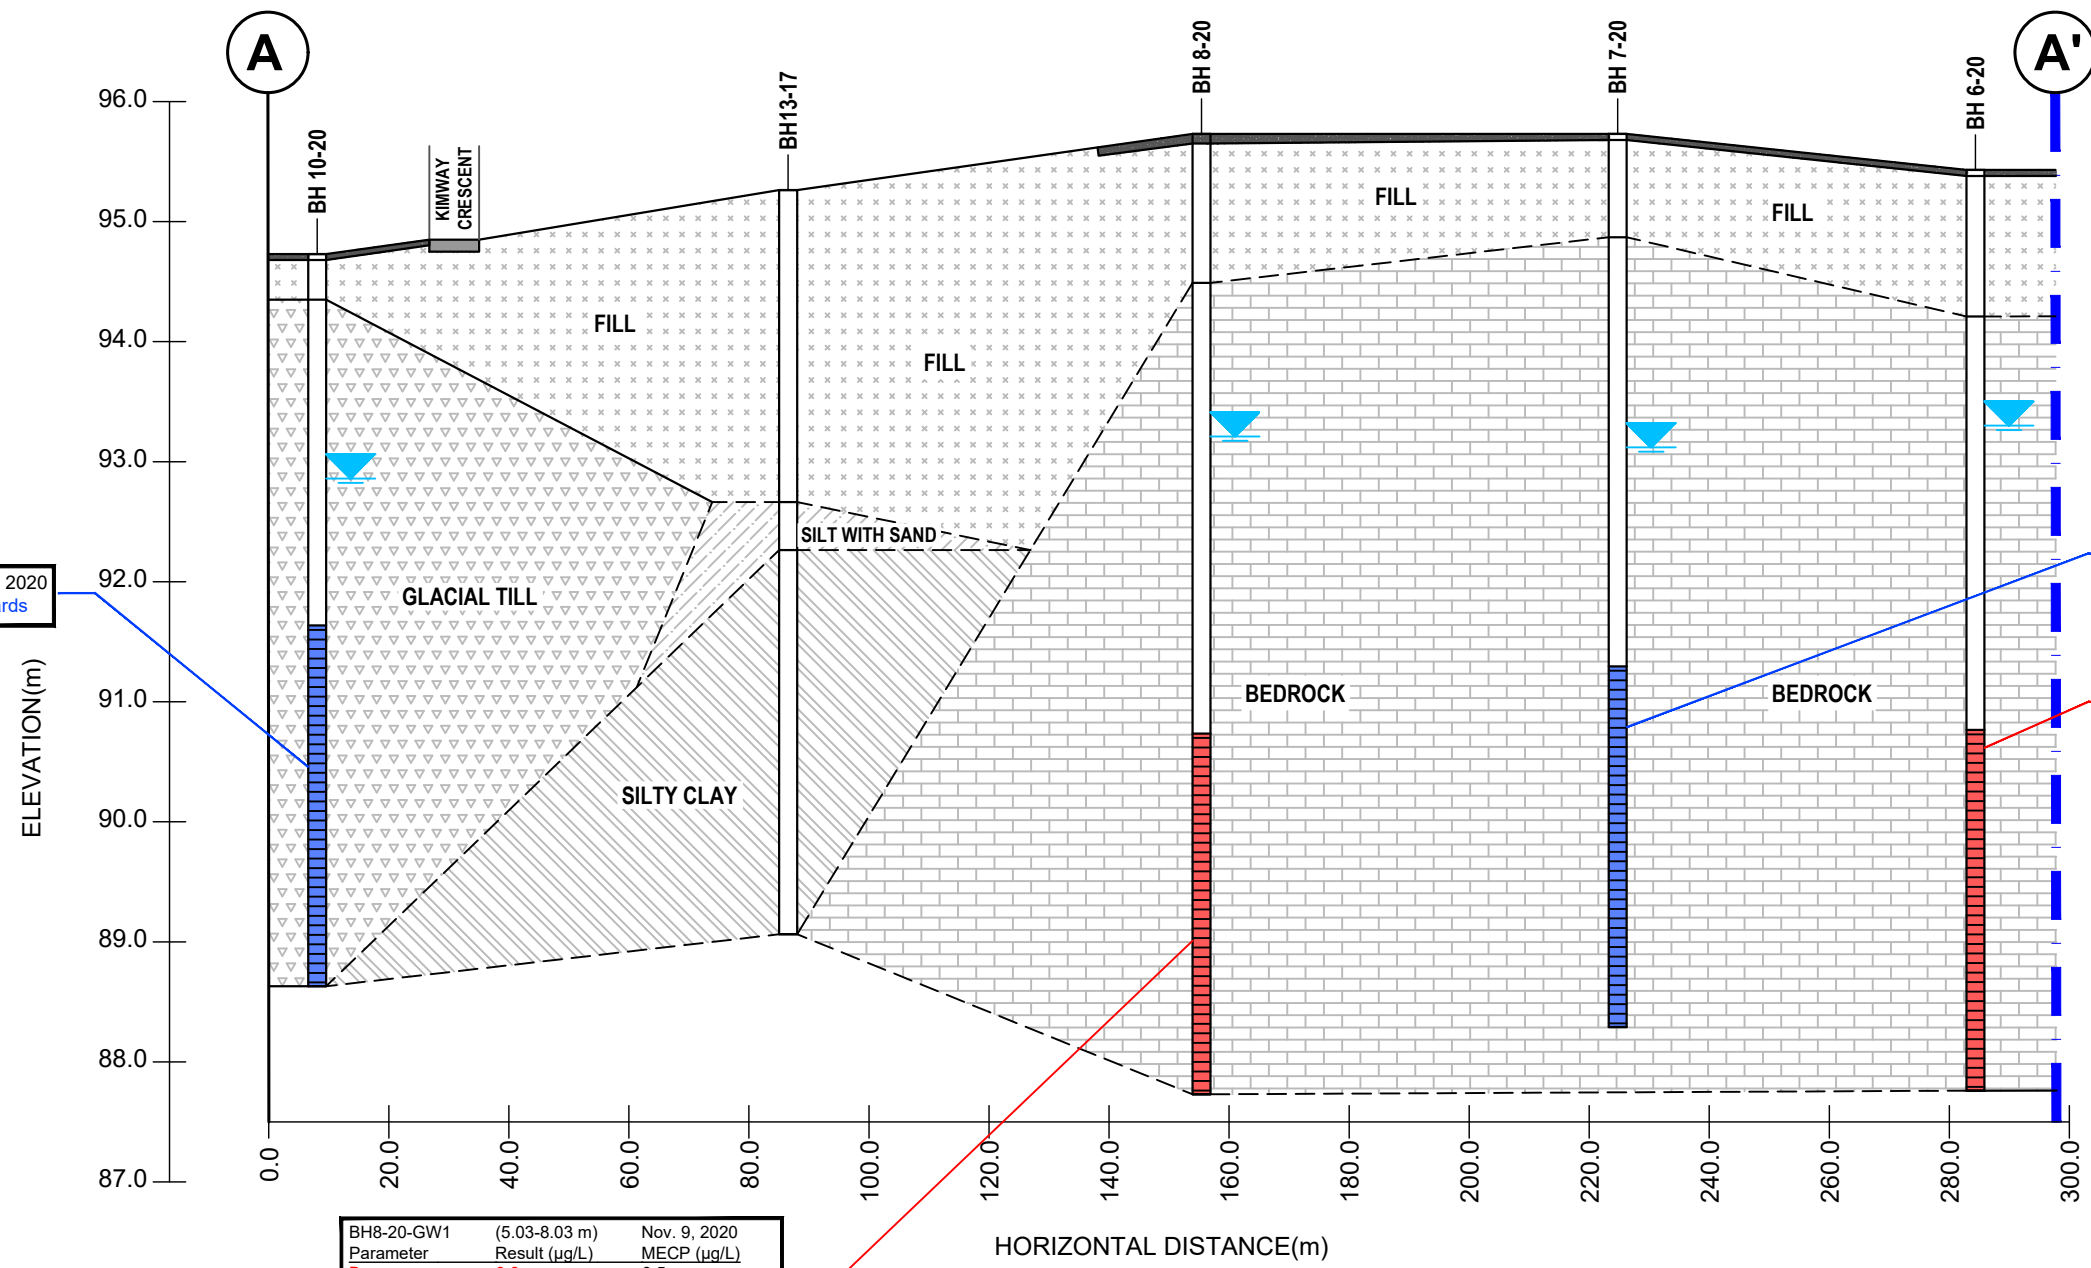 A
A'
BH 10-20
KIMWAY
CRESCENT
BH13-17
BH 8-20
BH 7-20
BH 6-20
96.0
95.0
94.0
93.0
92.0
91.0
90.0
89.0
88.0
87.0
ELEVATION(m)
FILL
FILL
FILL
FILL
SILT WITH SAND
GLACIAL TILL
SILTY CLAY
BEDROCK
BEDROCK
2020
0.0
20.0
40.0
60.0
80.0
100.0
120.0
140.0
160.0
180.0
200.0
220.0
240.0
260.0
280.0
300.0
HORIZONTAL DISTANCE(m)
BH8-20-GW1 (5.03-8.03 m) Nov. 9, 2020
Parameter Result (µg/L) MECP (µg/L)